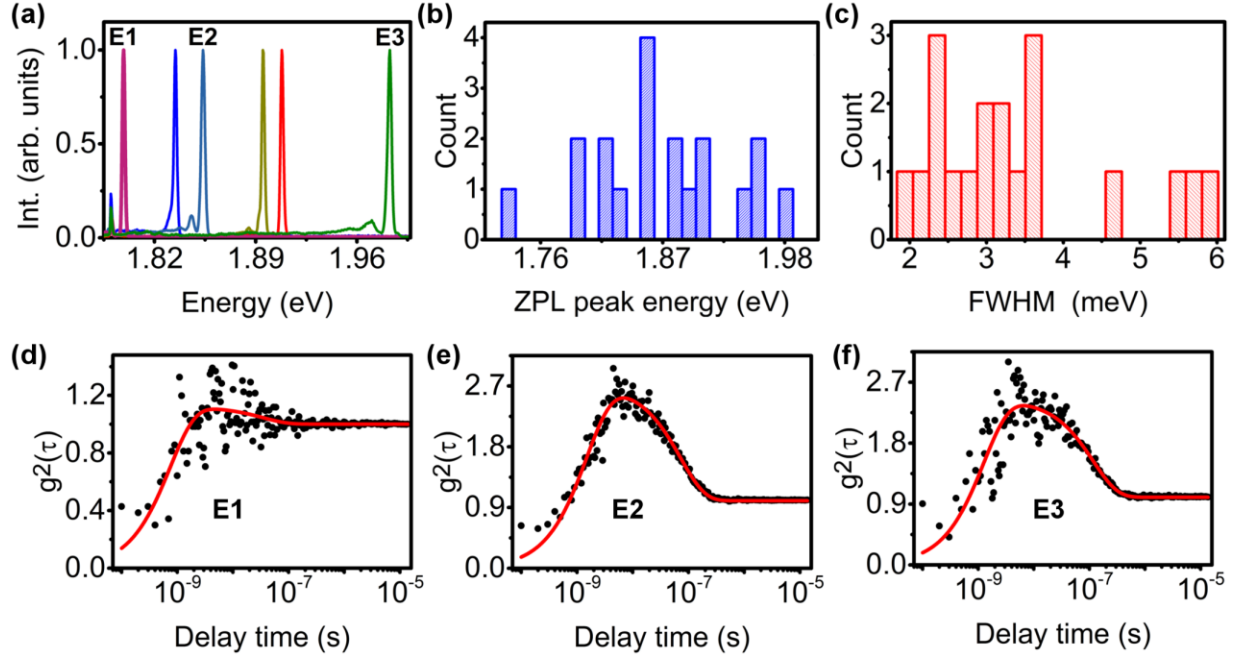 (a)
E1 E2 E3
1.0
0.5
0.0
Int. (arb. units)
1.82 1.89 1.96
Energy (eV)
(b)
4
3
2
1
0
Count
1.76 1.87 1.98
ZPL peak energy (eV)
(c)
3
2
1
0
Count
2 3 4 5 6
FWHM (meV)
(d)
1.2
0.8
0.4
0.0
g²(τ)
E1
10⁻⁹ 10⁻⁷ 10⁻⁵
Delay time (s)
(e)
2.7
1.8
0.9
0.0
g²(τ)
E2
10⁻⁹ 10⁻⁷ 10⁻⁵
Delay time (s)
(f)
2.7
1.8
0.9
0.0
g²(τ)
E3
10⁻⁹ 10⁻⁷ 10⁻⁵
Delay time (s)